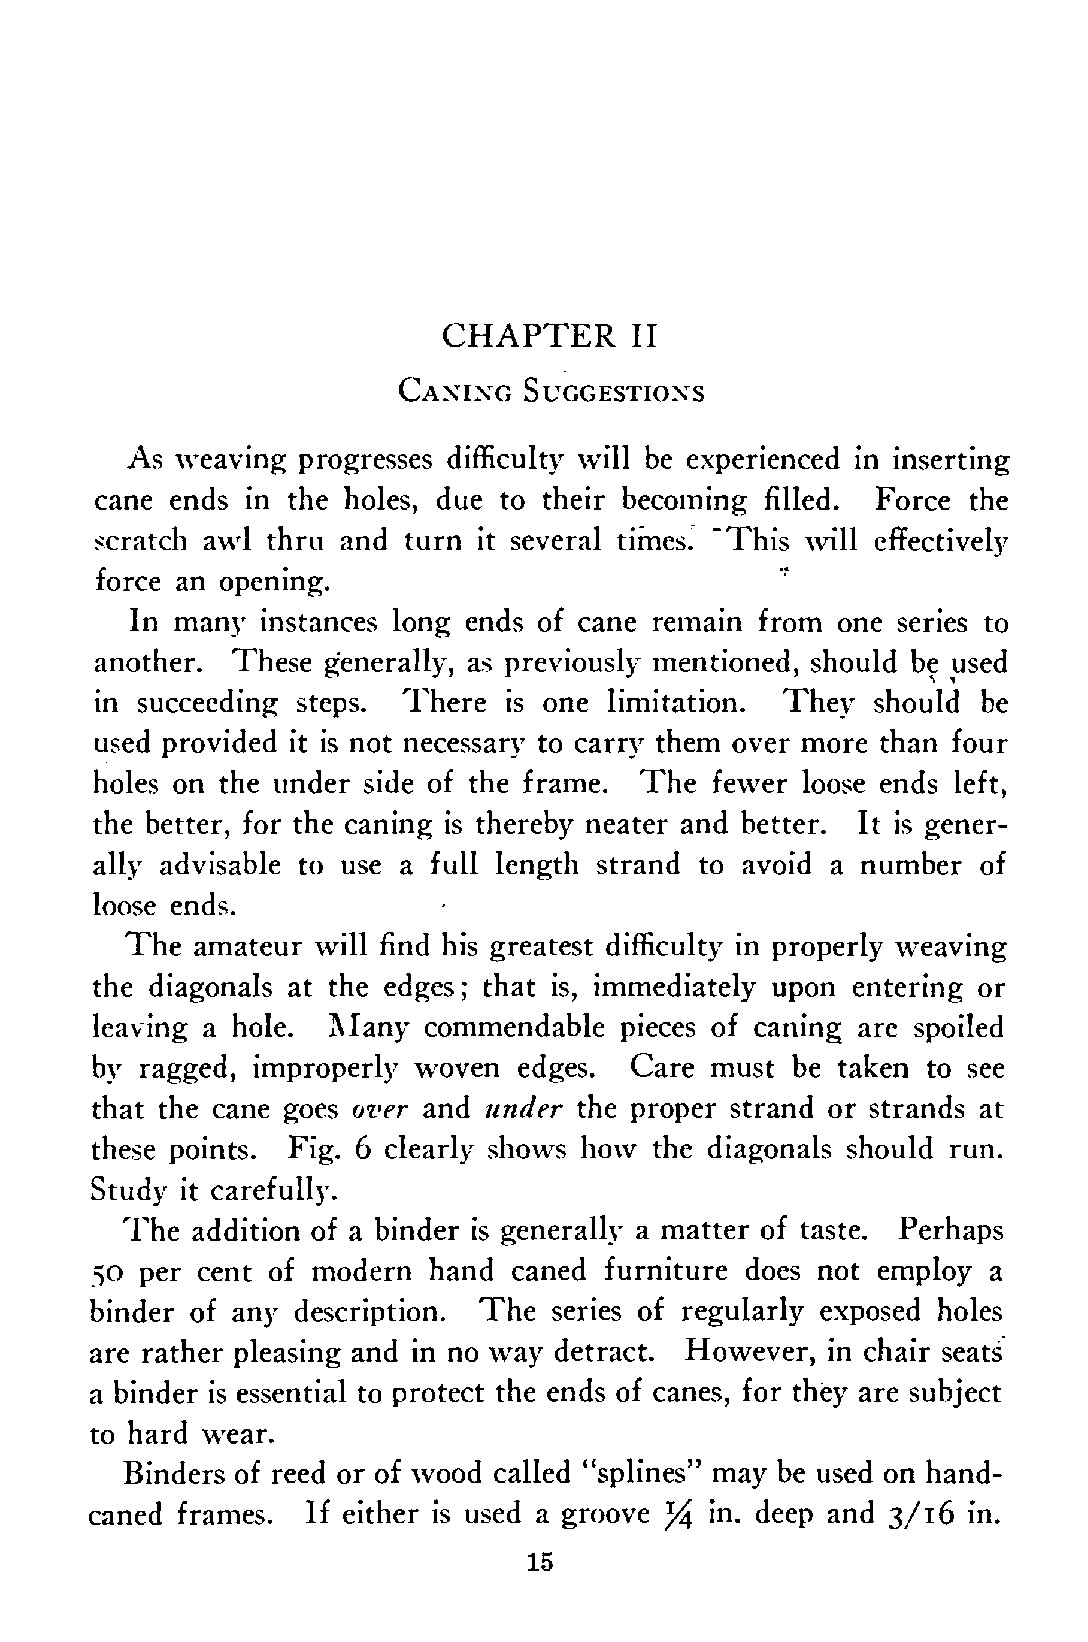 CHAPTER II
CANING SUGGESTIONS
As weaving progresses difficulty will be experienced in inserting
cane ends in the holes, due to their becoming filled. Force the
scratch awl thru and turn it several times. This will effectively
force an opening.
In many instances long ends of cane remain from one series to
another. These generally, as previously mentioned, should be used
in succeeding steps. There is one limitation. They should be
used provided it is not necessary to carry them over more than four
holes on the under side of the frame. The fewer loose ends left,
the better, for the caning is thereby neater and better. It is gener-
ally advisable to use a full length strand to avoid a number of
loose ends.
The amateur will find his greatest difficulty in properly weaving
the diagonals at the edges; that is, immediately upon entering or
leaving a hole. Many commendable pieces of caning are spoiled
by ragged, improperly woven edges. Care must be taken to see
that the cane goes over and under the proper strand or strands at
these points. Fig. 6 clearly shows how the diagonals should run.
Study it carefully.
The addition of a binder is generally a matter of taste. Perhaps
50 per cent of modern hand caned furniture does not employ a
binder of any description. The series of regularly exposed holes
are rather pleasing and in no way detract. However, in chair seats
a binder is essential to protect the ends of canes, for they are subject
to hard wear.
Binders of reed or of wood called “splines” may be used on hand-
caned frames. If either is used a groove ¼ in. deep and 3/16 in.
15